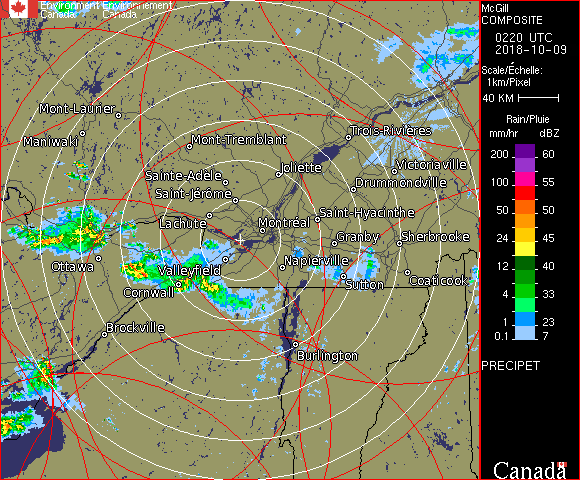 Environment Environnement
Canada Canada
Mont-Laurier
Maniwaki
Mont-Tremblant
Trois-Rivières
Joliette
Victoriaville
Sainte-Adèle
Drummondville
Saint-Jérôme
Saint-Hyacinthe
Lachute
Montréal
Granby
Sherbrooke
Ottawa
Valleyfield
Napierville
Cornwall
Sutton
Coaticook
Brockville
Burlington
McGill
COMPOSITE
0220 UTC
2018-10-09
Scale/Échelle:
1km/Pixel
40 KM
Rain/Pluie
mm/hr dBZ
200 60
55
100 55
50 50
50 45
24 45
12 40
4 33
1 23
0.1 7
PRECIPET
Canada